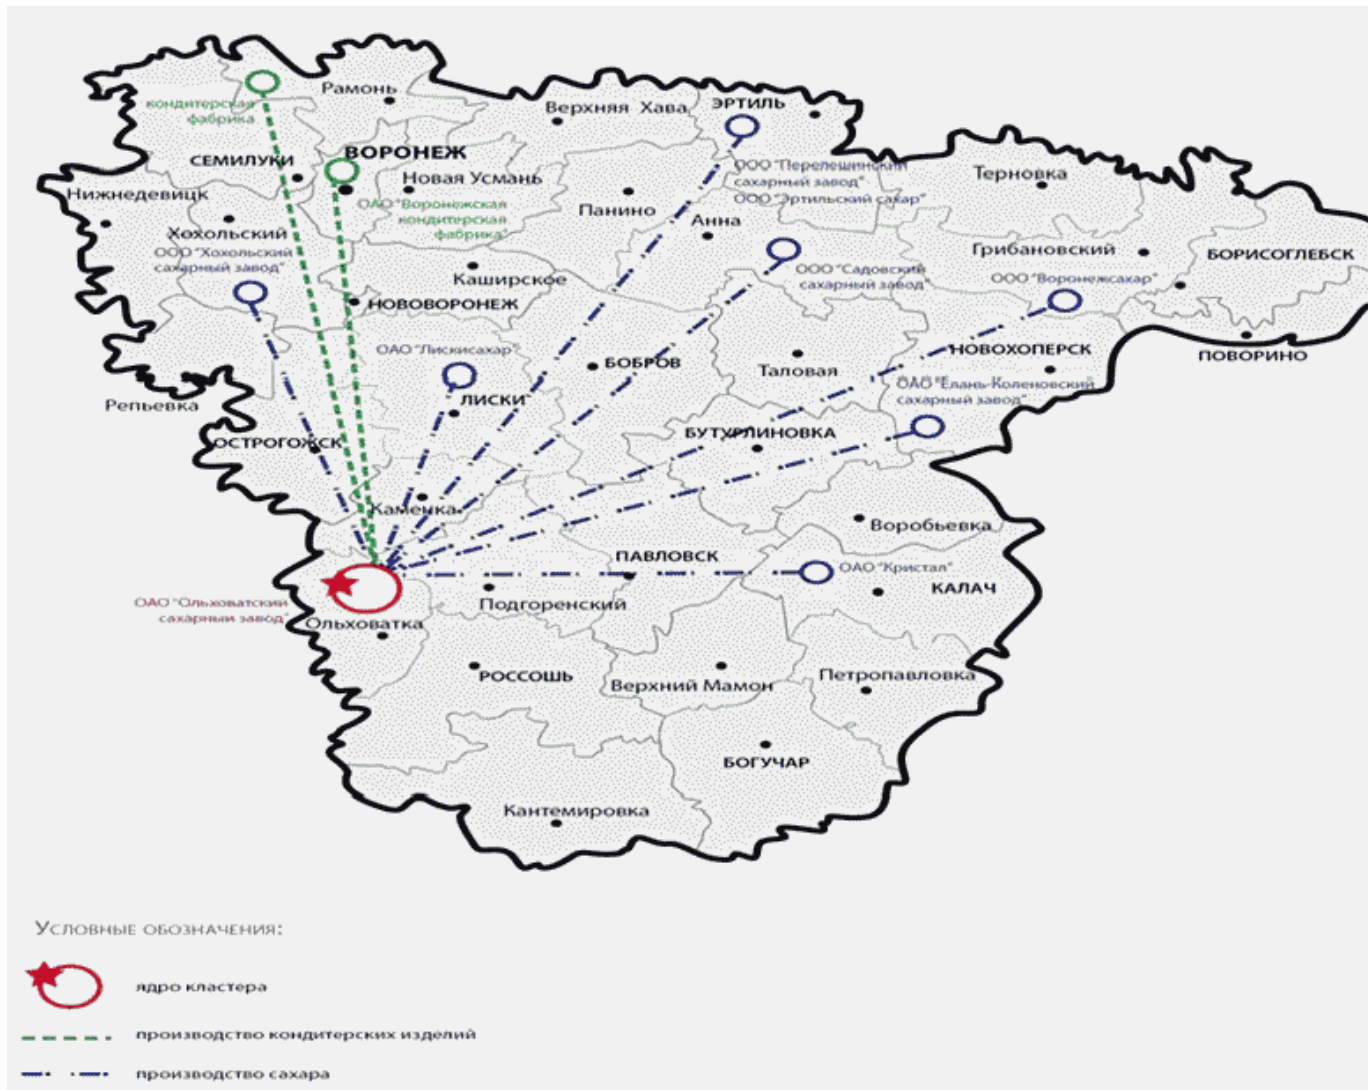 Рамонь
кондитерская
фабрика
Верхняя Хава
ЭРТИЛЬ
СЕМИЛУКИ
ВОРОНЕЖ
Новая Усмань
ОАО "Воронежская
кондитерская
фабрика"
Нижнедевицк
Хохольский
ООО "Хохольский
сахарный завод"
Панино
ООО "Перелешинский
сахарный завод"
ООО "Эртильский сахар"
Анна
Терновка
Грибановский
БОРИСОГЛЕБСК
ООО "Воронежсахар"
Каширское
НОВОВОРОНЕЖ
ООО "Садовский
сахарный завод"
ОАО "Лискисахар"
БОБРОВ
Таловая
НОВОХОПЕРСК
ПОВОРИНО
ОАО "Елань-Коленовский
сахарный завод"
Репьевка
ЛИСКИ
ОСТРОГОЖСК
БУТУРЛИНОВКА
Каменка
Воробьевка
ПАВЛОВСК
ОАО "Кристал"
КАЛАЧ
ОАО "Ольховатский
сахарный завод"
Ольховатка
Подгоренский
РОССОШЬ
Верхний Мамон
Петропавловка
БОГУЧАР
Кантемировка
Условные обозначения:
ядро кластера
производство кондитерских изделий
производство сахара